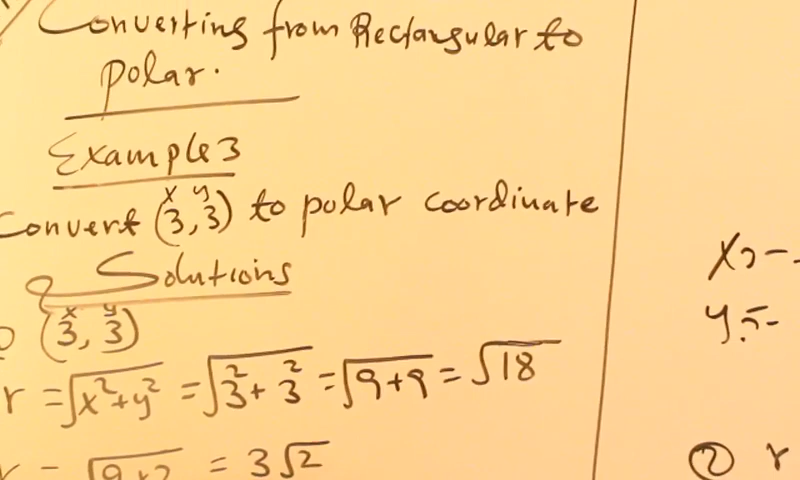 Converting from Rectangular to
polar.
Example 3
x y
Convert (3, 3) to polar coordinate
Solutions
x y
(3, 3)
r = √x²+y² = √3²+3² = √9+9 = √18
= 3√2
x = -
y = -
② r